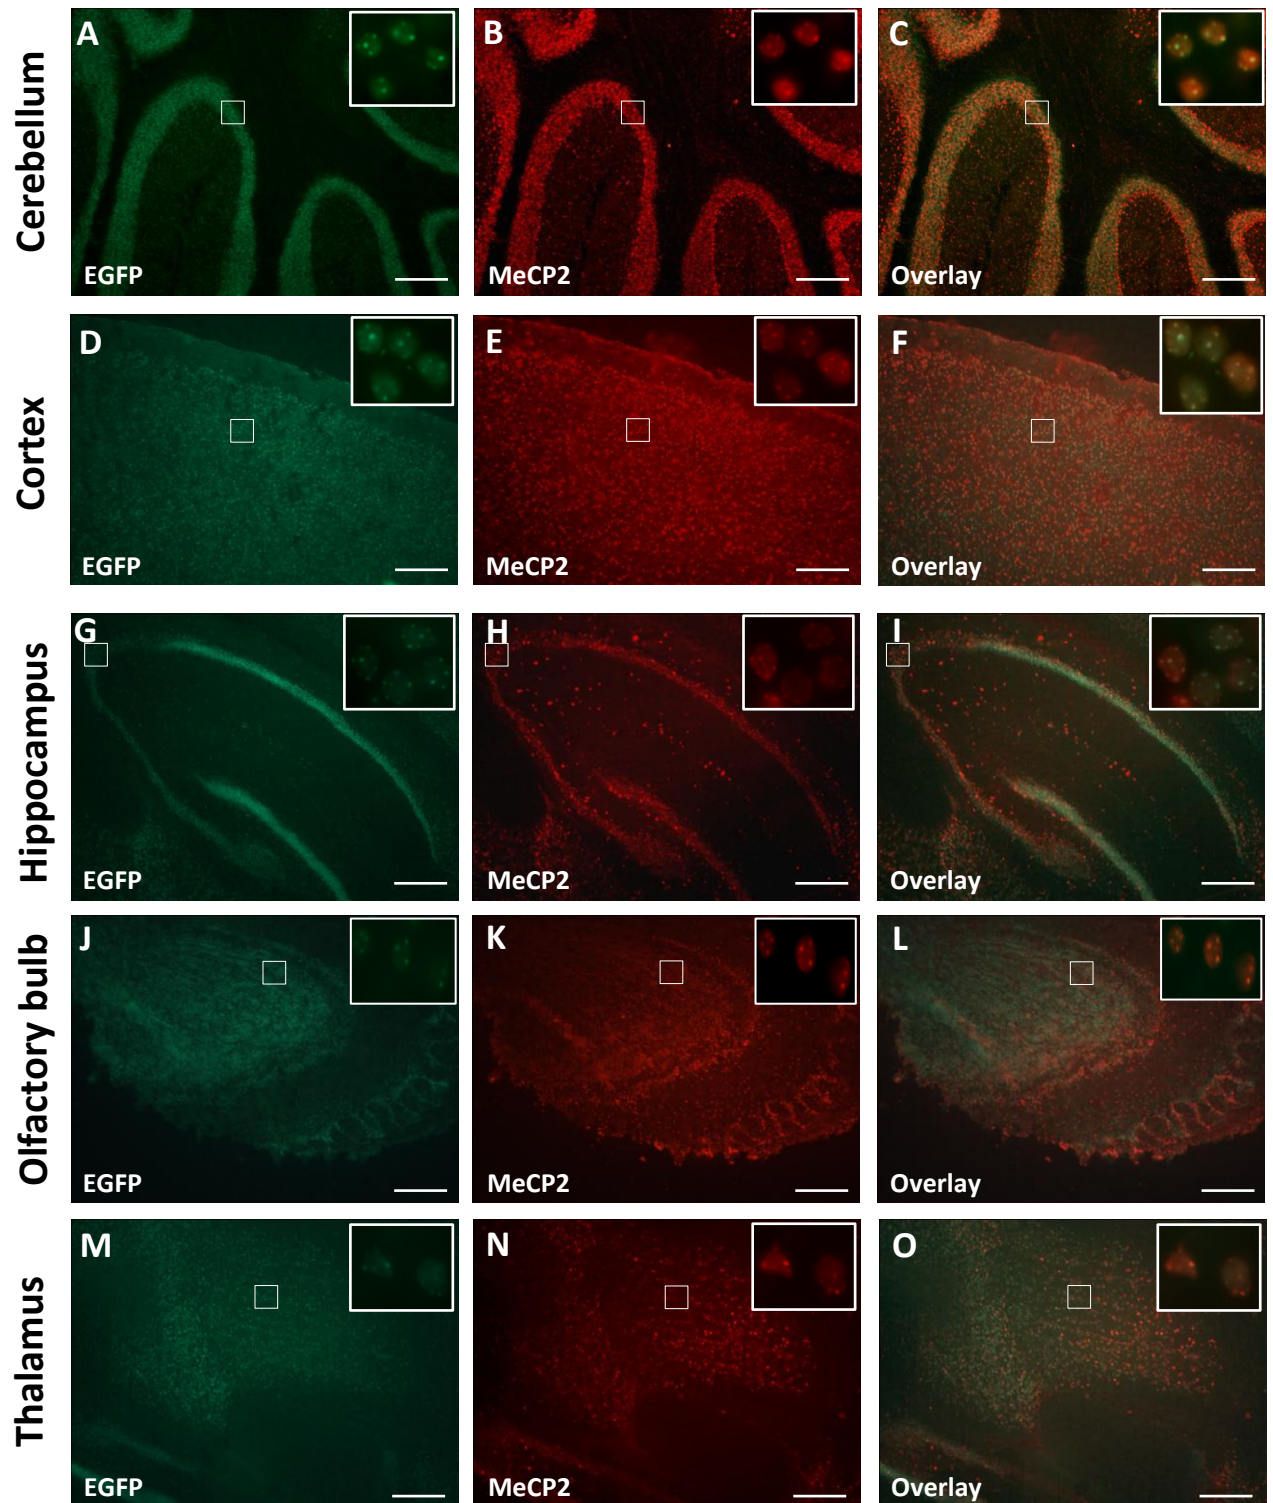 Cerebellum
A
EGFP
B
MeCP2
C
Overlay
Cortex
D
EGFP
E
MeCP2
F
Overlay
Hippocampus
G
EGFP
H
MeCP2
I
Overlay
Olfactory bulb
J
EGFP
K
MeCP2
L
Overlay
Thalamus
M
EGFP
N
MeCP2
O
Overlay